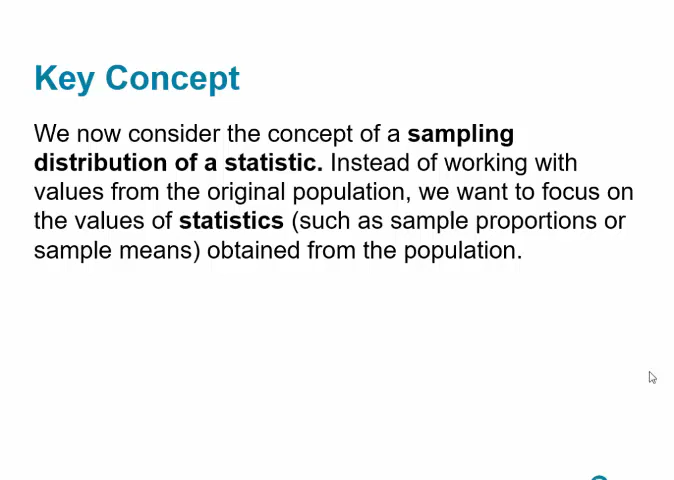 Key Concept
We now consider the concept of a sampling
distribution of a statistic. Instead of working with
values from the original population, we want to focus on
the values of statistics (such as sample proportions or
sample means) obtained from the population.